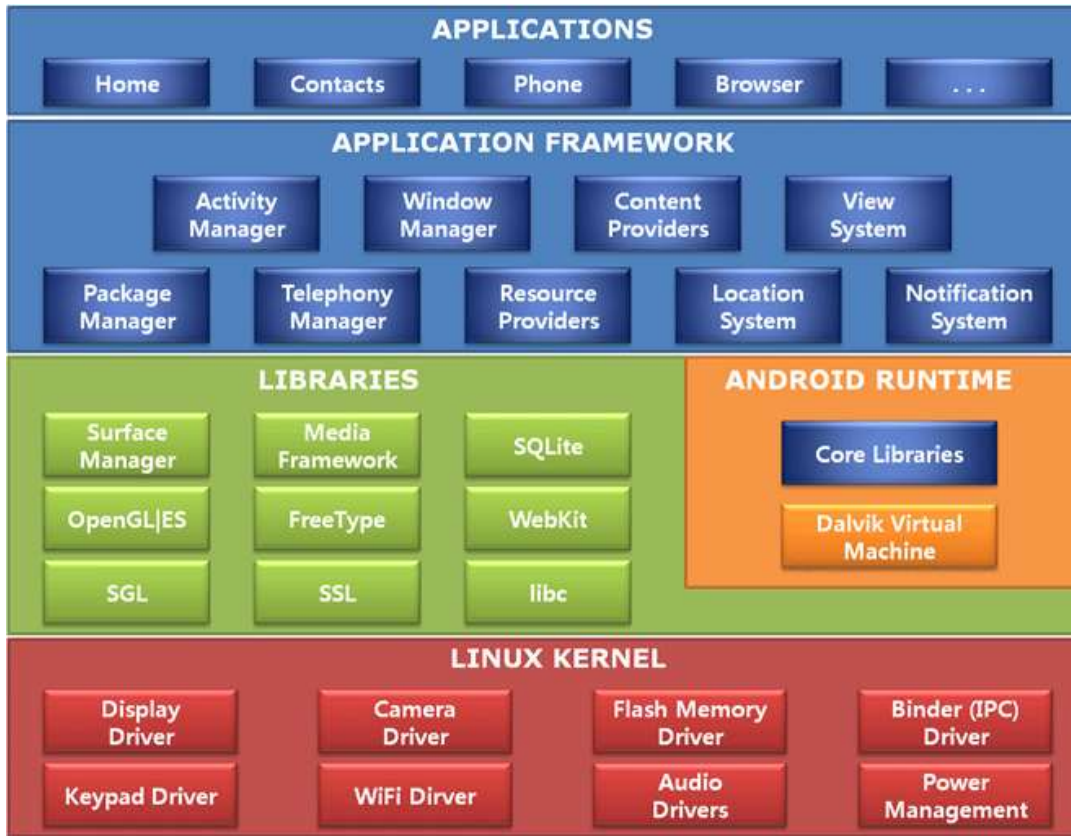 APPLICATIONS
Home
Contacts
Phone
Browser
. . .
APPLICATION FRAMEWORK
Activity
Manager
Window
Manager
Content
Providers
View
System
Package
Manager
Telephony
Manager
Resource
Providers
Location
System
Notification
System
LIBRARIES
Surface
Manager
Media
Framework
SQLite
OpenGL|ES
FreeType
WebKit
SGL
SSL
libc
ANDROID RUNTIME
Core Libraries
Dalvik Virtual
Machine
LINUX KERNEL
Display
Driver
Camera
Driver
Flash Memory
Driver
Binder (IPC)
Driver
Keypad Driver
WiFi Dirver
Audio
Drivers
Power
Management